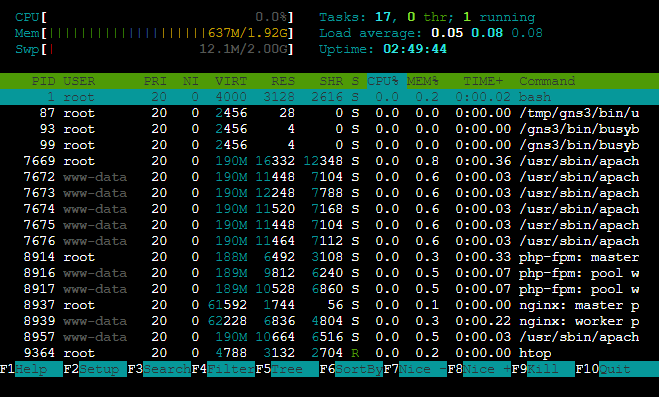 CPU[ 0.0%] Tasks: 17, 0 thr; 1 running
Mem[|||||||||||||||||||||637M/1.92G] Load average: 0.05 0.08 0.08
Swp[| 12.1M/2.00G] Uptime: 02:49:44
PID USER PRI NI VIRT RES SHR S CPU% MEM% TIME+ Command
1 root 20 0 4000 3128 2616 S 0.0 0.2 0:00.02 bash
87 root 20 0 2456 28 0 S 0.0 0.0 0:00.00 /tmp/gns3/bin/u
93 root 20 0 2456 4 0 S 0.0 0.0 0:00.00 /gns3/bin/busyb
99 root 20 0 2456 4 0 S 0.0 0.0 0:00.00 /gns3/bin/busyb
7669 root 20 0 190M 16332 12348 S 0.0 0.8 0:00.36 /usr/sbin/apach
7672 www-data 20 0 190M 11448 7104 S 0.0 0.6 0:00.03 /usr/sbin/apach
7673 www-data 20 0 190M 12248 7788 S 0.0 0.6 0:00.03 /usr/sbin/apach
7674 www-data 20 0 190M 11520 7168 S 0.0 0.6 0:00.03 /usr/sbin/apach
7675 www-data 20 0 190M 11448 7104 S 0.0 0.6 0:00.03 /usr/sbin/apach
7676 www-data 20 0 190M 11464 7112 S 0.0 0.6 0:00.03 /usr/sbin/apach
8914 root 20 0 188M 6492 3108 S 0.0 0.3 0:00.33 php-fpm: master
8916 www-data 20 0 189M 9812 6240 S 0.0 0.5 0:00.07 php-fpm: pool w
8917 www-data 20 0 189M 10528 6860 S 0.0 0.5 0:00.07 php-fpm: pool w
8937 root 20 0 61592 1744 56 S 0.0 0.1 0:00.00 nginx: master p
8939 www-data 20 0 62228 6836 4804 S 0.0 0.3 0:00.22 nginx: worker p
8957 www-data 20 0 190M 10664 6516 S 0.0 0.5 0:00.03 /usr/sbin/apach
9364 root 20 0 4788 3132 2704 R 0.0 0.2 0:00.00 htop
F1Help F2Setup F3SearchF4FilterF5Tree F6SortByF7Nice -F8Nice +F9Kill F10Quit